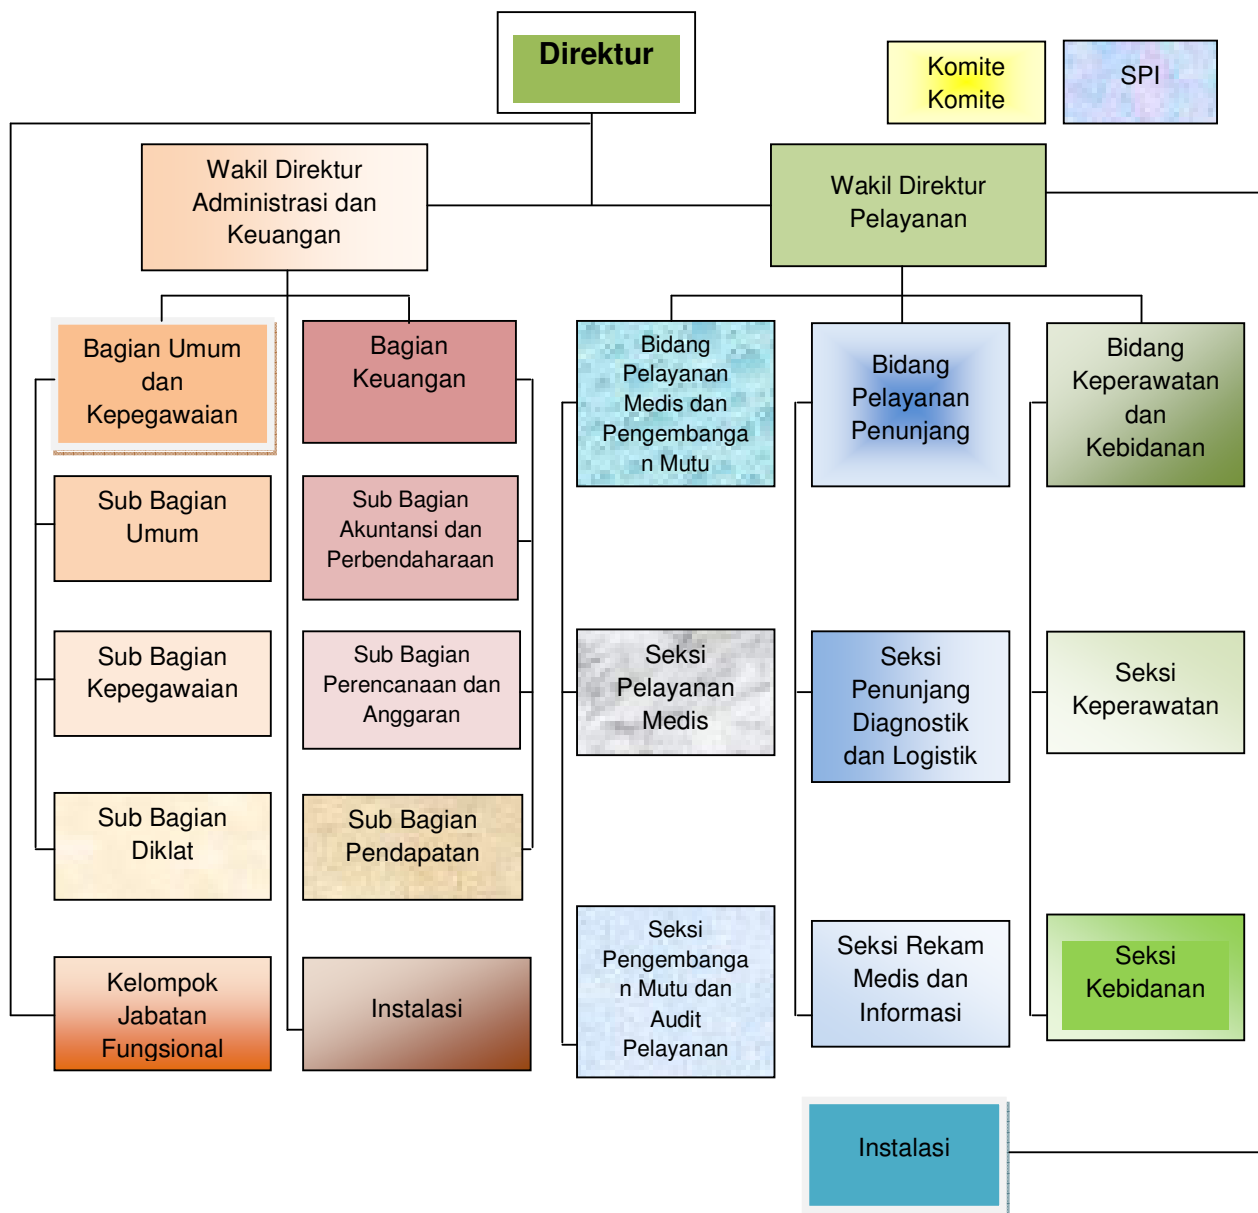 Direktur
Komite
Komite
SPI
Wakil Direktur
Administrasi dan
Keuangan
Wakil Direktur
Pelayanan
Bagian Umum
dan
Kepegawaian
Bagian
Keuangan
Bidang
Pelayanan
Medis dan
Pengembanga
n Mutu
Bidang
Pelayanan
Penunjang
Bidang
Keperawatan
dan
Kebidanan
Sub Bagian
Umum
Sub Bagian
Akuntansi dan
Perbendaharaan
Sub Bagian
Kepegawaian
Sub Bagian
Perencanaan dan
Anggaran
Seksi
Pelayanan
Medis
Seksi
Penunjang
Diagnostik
dan Logistik
Seksi
Keperawatan
Sub Bagian
Diklat
Sub Bagian
Pendapatan
Kelompok
Jabatan
Fungsional
Instalasi
Seksi
Pengembanga
n Mutu dan
Audit
Pelayanan
Seksi Rekam
Medis dan
Informasi
Seksi
Kebidanan
Instalasi